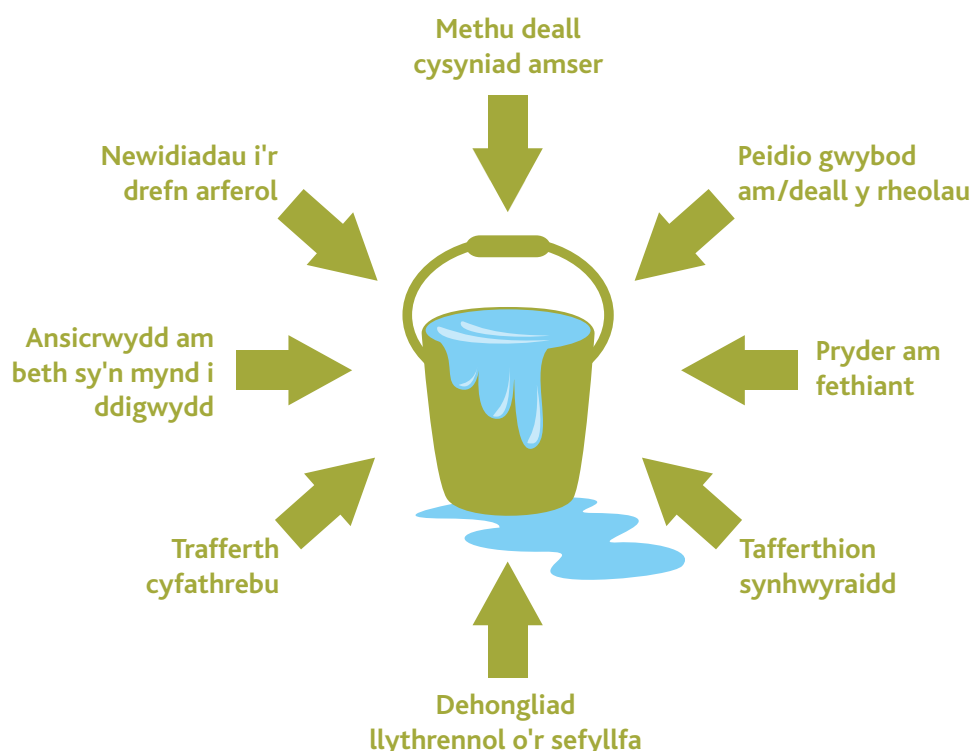 Methu deall
cysyniad amser
Newidiadau i'r
drefn arferol
Peidio gwybod
am/deall y rheolau
Ansicrwydd am
beth sy'n mynd i
ddigwydd
Pryder am
fethiant
Trafferth
cyfathrebu
Tafferthion
synhwyraidd
Dehongliad
llythrennol o'r sefyllfa